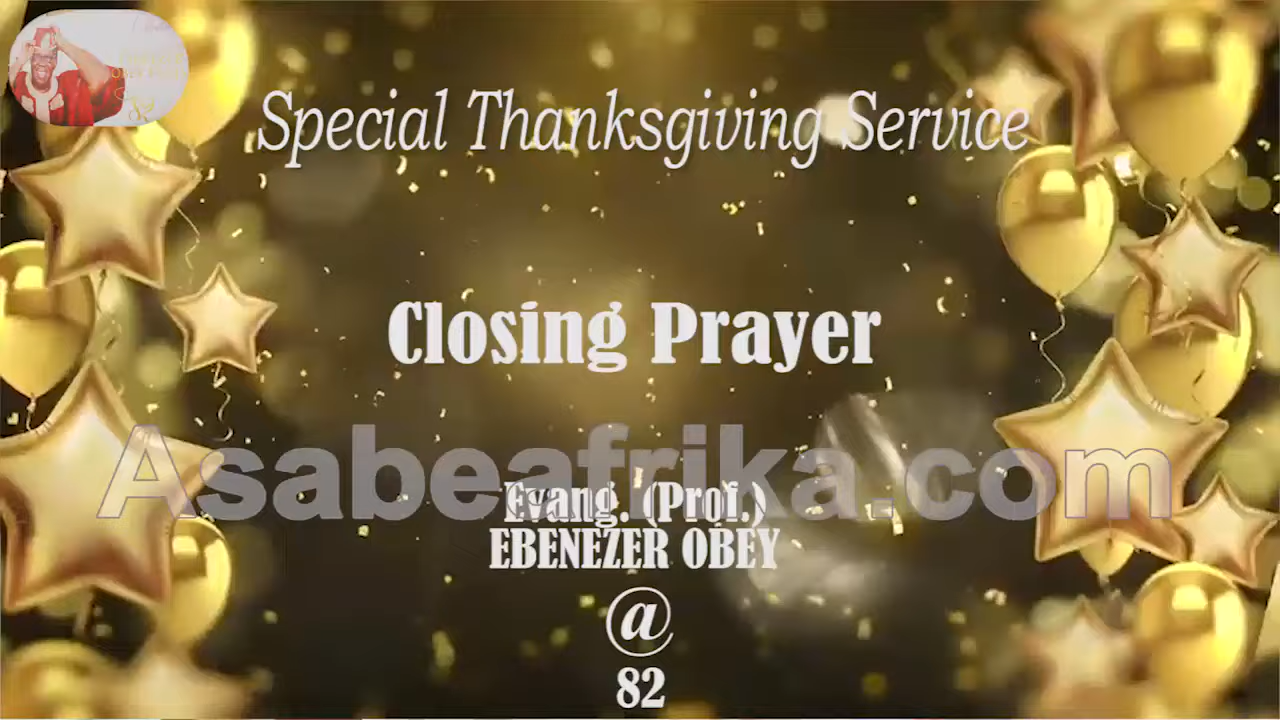 Special Thanksgiving Service
Closing Prayer
Asabeafrika.com
Evang. (Prof.)
EBENEZER OBEY
@
82